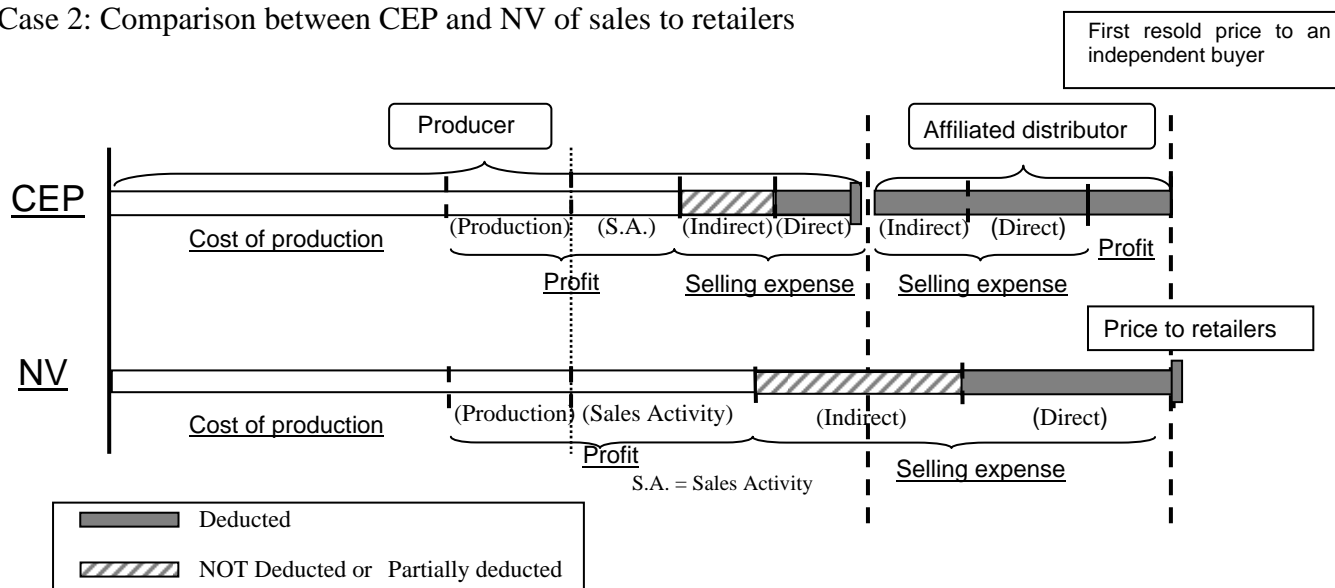 Case 2: Comparison between CEP and NV of sales to retailers
First resold price to an
independent buyer
Producer
Affiliated distributor
CEP
(Production) (S.A.) (Indirect) (Direct) (Indirect) (Direct)
Cost of production
Profit
Profit
Selling expense
Selling expense
Price to retailers
NV
(Production) (Sales Activity) (Indirect) (Direct)
Cost of production
Profit
Selling expense
S.A. = Sales Activity
Deducted
NOT Deducted or Partially deducted